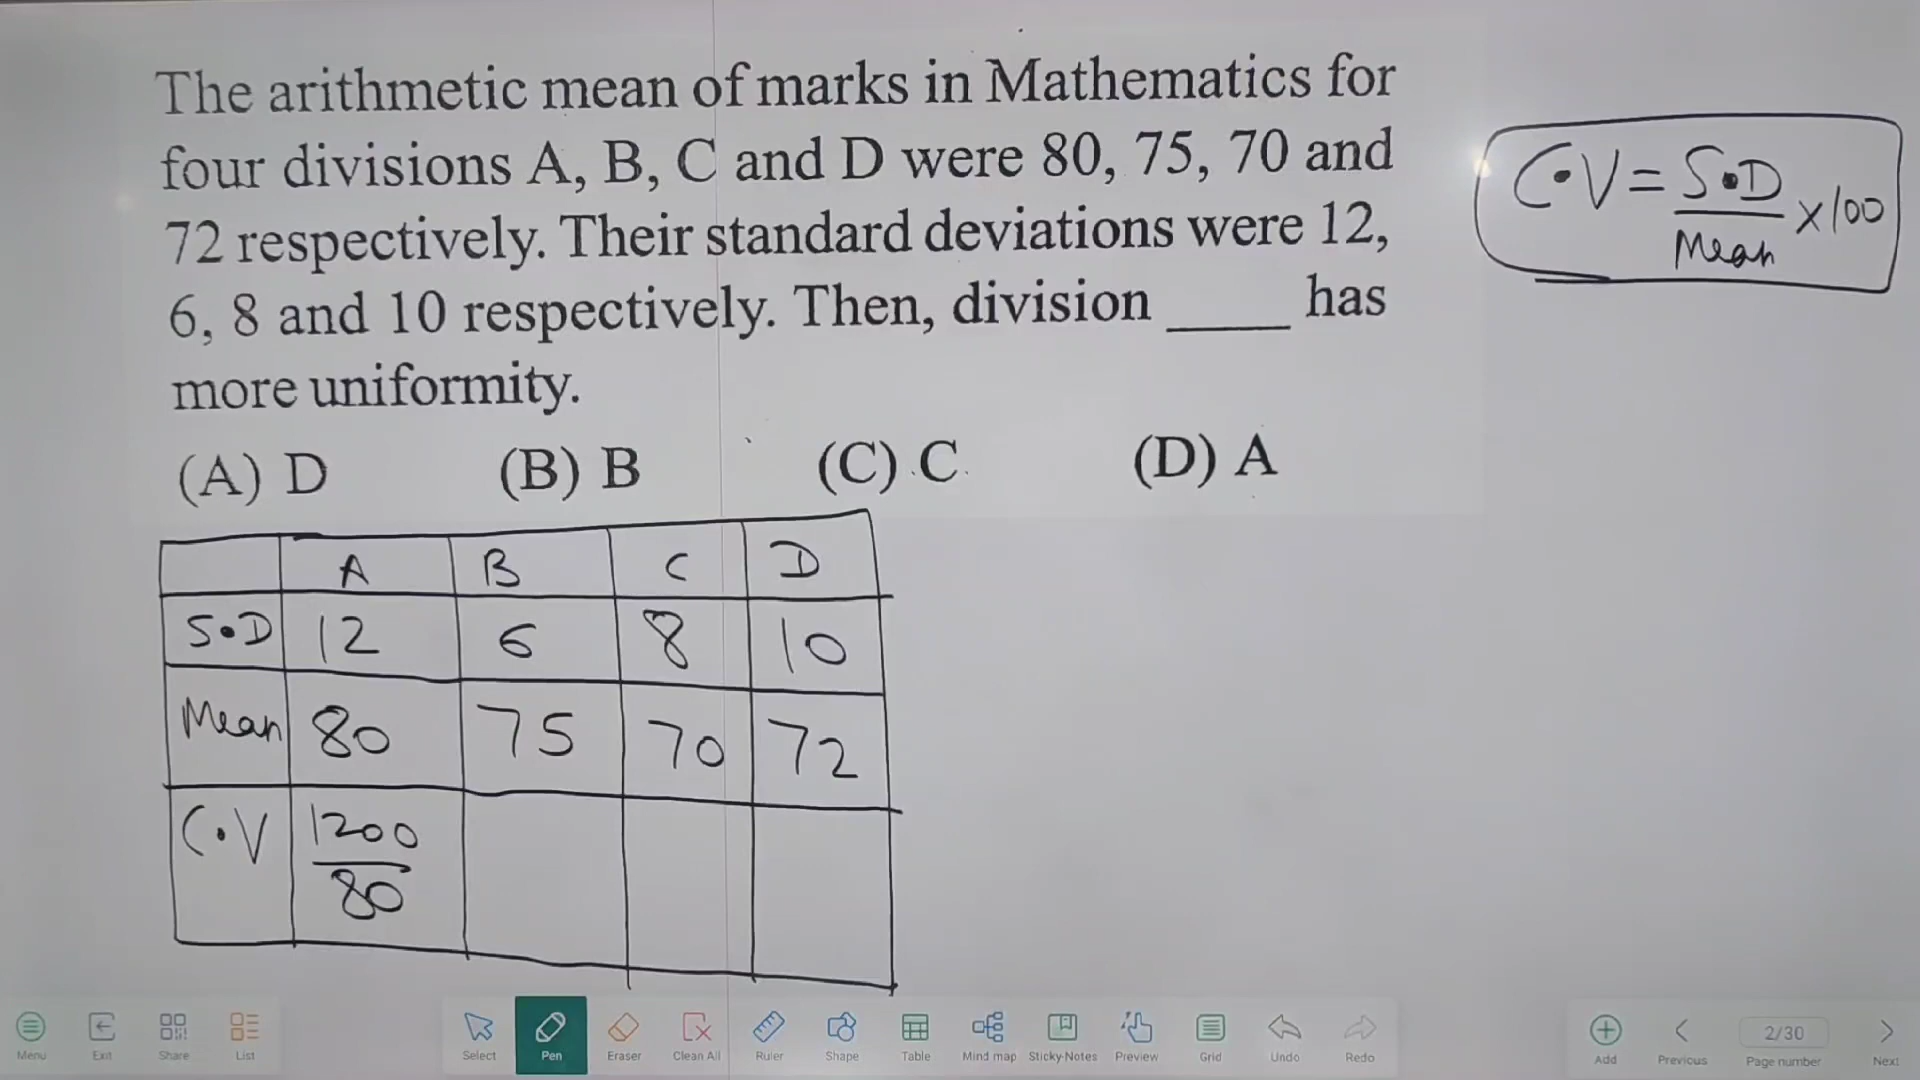 The arithmetic mean of marks in Mathematics for
four divisions A, B, C and D were 80, 75, 70 and
72 respectively. Their standard deviations were 12,
6, 8 and 10 respectively. Then, division ____ has
more uniformity.
(A) D (B) B (C) C (D) A
C.V = S.D / Mean × 100
A B C D
S.D 12 6 8 10
Mean 80 75 70 72
C.V 1200 / 80
Menu Exit Share List Select Pen Eraser Clean All Ruler Shape Table Mind map Sticky-Notes Preview Grid Undo Redo Add Previous 2/30 Page number Next